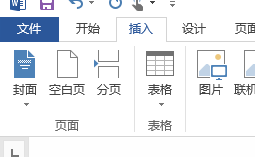 文件 开始 插入 设计 页面
封面 空白页 分页 表格 图片 联机
页面 表格